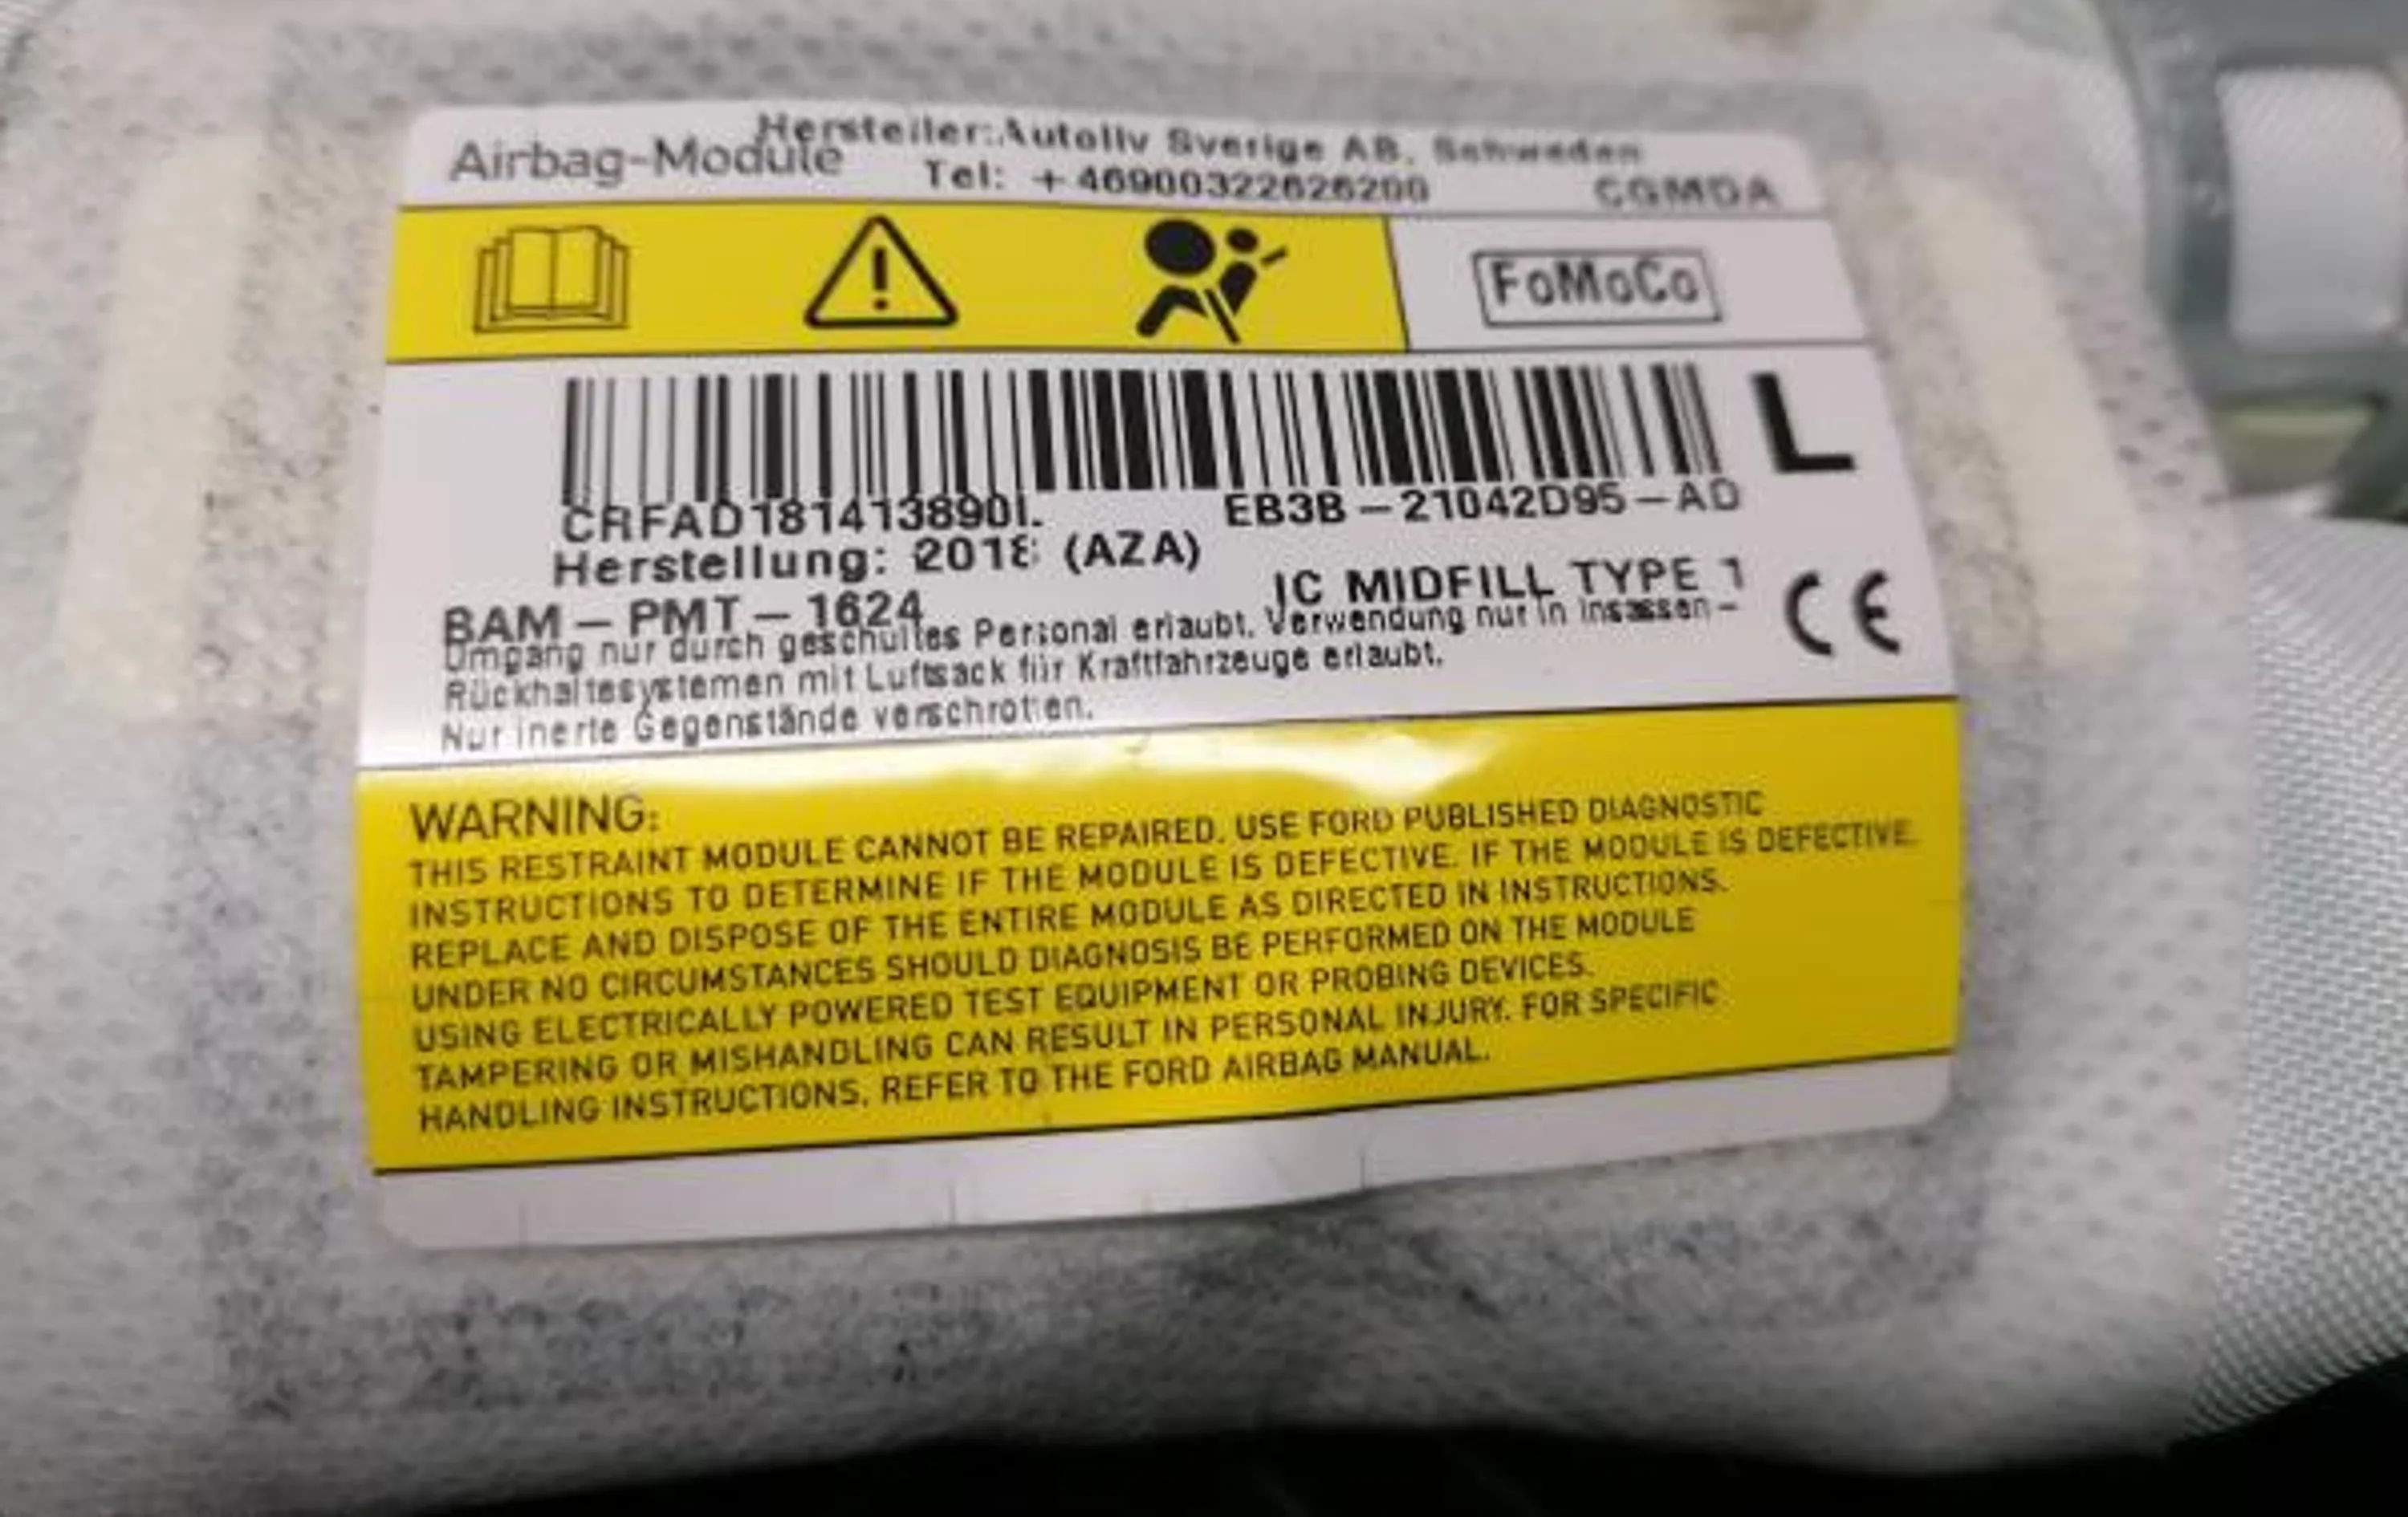 Hersteller: Autoliv Sverige AB, Schweden
Airbag-Module
Tel: +46900322626200 CGMDA
FoMoCo
L
CRFAD181413890L EB3B-21042D95-AD
Herstellung: 2018 (AZA)
BAM-PMT-1624 IC MIDFILL TYPE 1
CE
Umgang nur durch geschultes Personal erlaubt. Verwendung nur in Insassen-
Rückhaltesystemen mit Luftsack für Kraftfahrzeuge erlaubt.
Nur inerte Gegenstände verschrotten.
WARNING:
THIS RESTRAINT MODULE CANNOT BE REPAIRED. USE FORD PUBLISHED DIAGNOSTIC
INSTRUCTIONS TO DETERMINE IF THE MODULE IS DEFECTIVE. IF THE MODULE IS DEFECTIVE.
REPLACE AND DISPOSE OF THE ENTIRE MODULE AS DIRECTED IN INSTRUCTIONS.
UNDER NO CIRCUMSTANCES SHOULD DIAGNOSIS BE PERFORMED ON THE MODULE
USING ELECTRICALLY POWERED TEST EQUIPMENT OR PROBING DEVICES.
TAMPERING OR MISHANDLING CAN RESULT IN PERSONAL INJURY. FOR SPECIFIC
HANDLING INSTRUCTIONS, REFER TO THE FORD AIRBAG MANUAL.